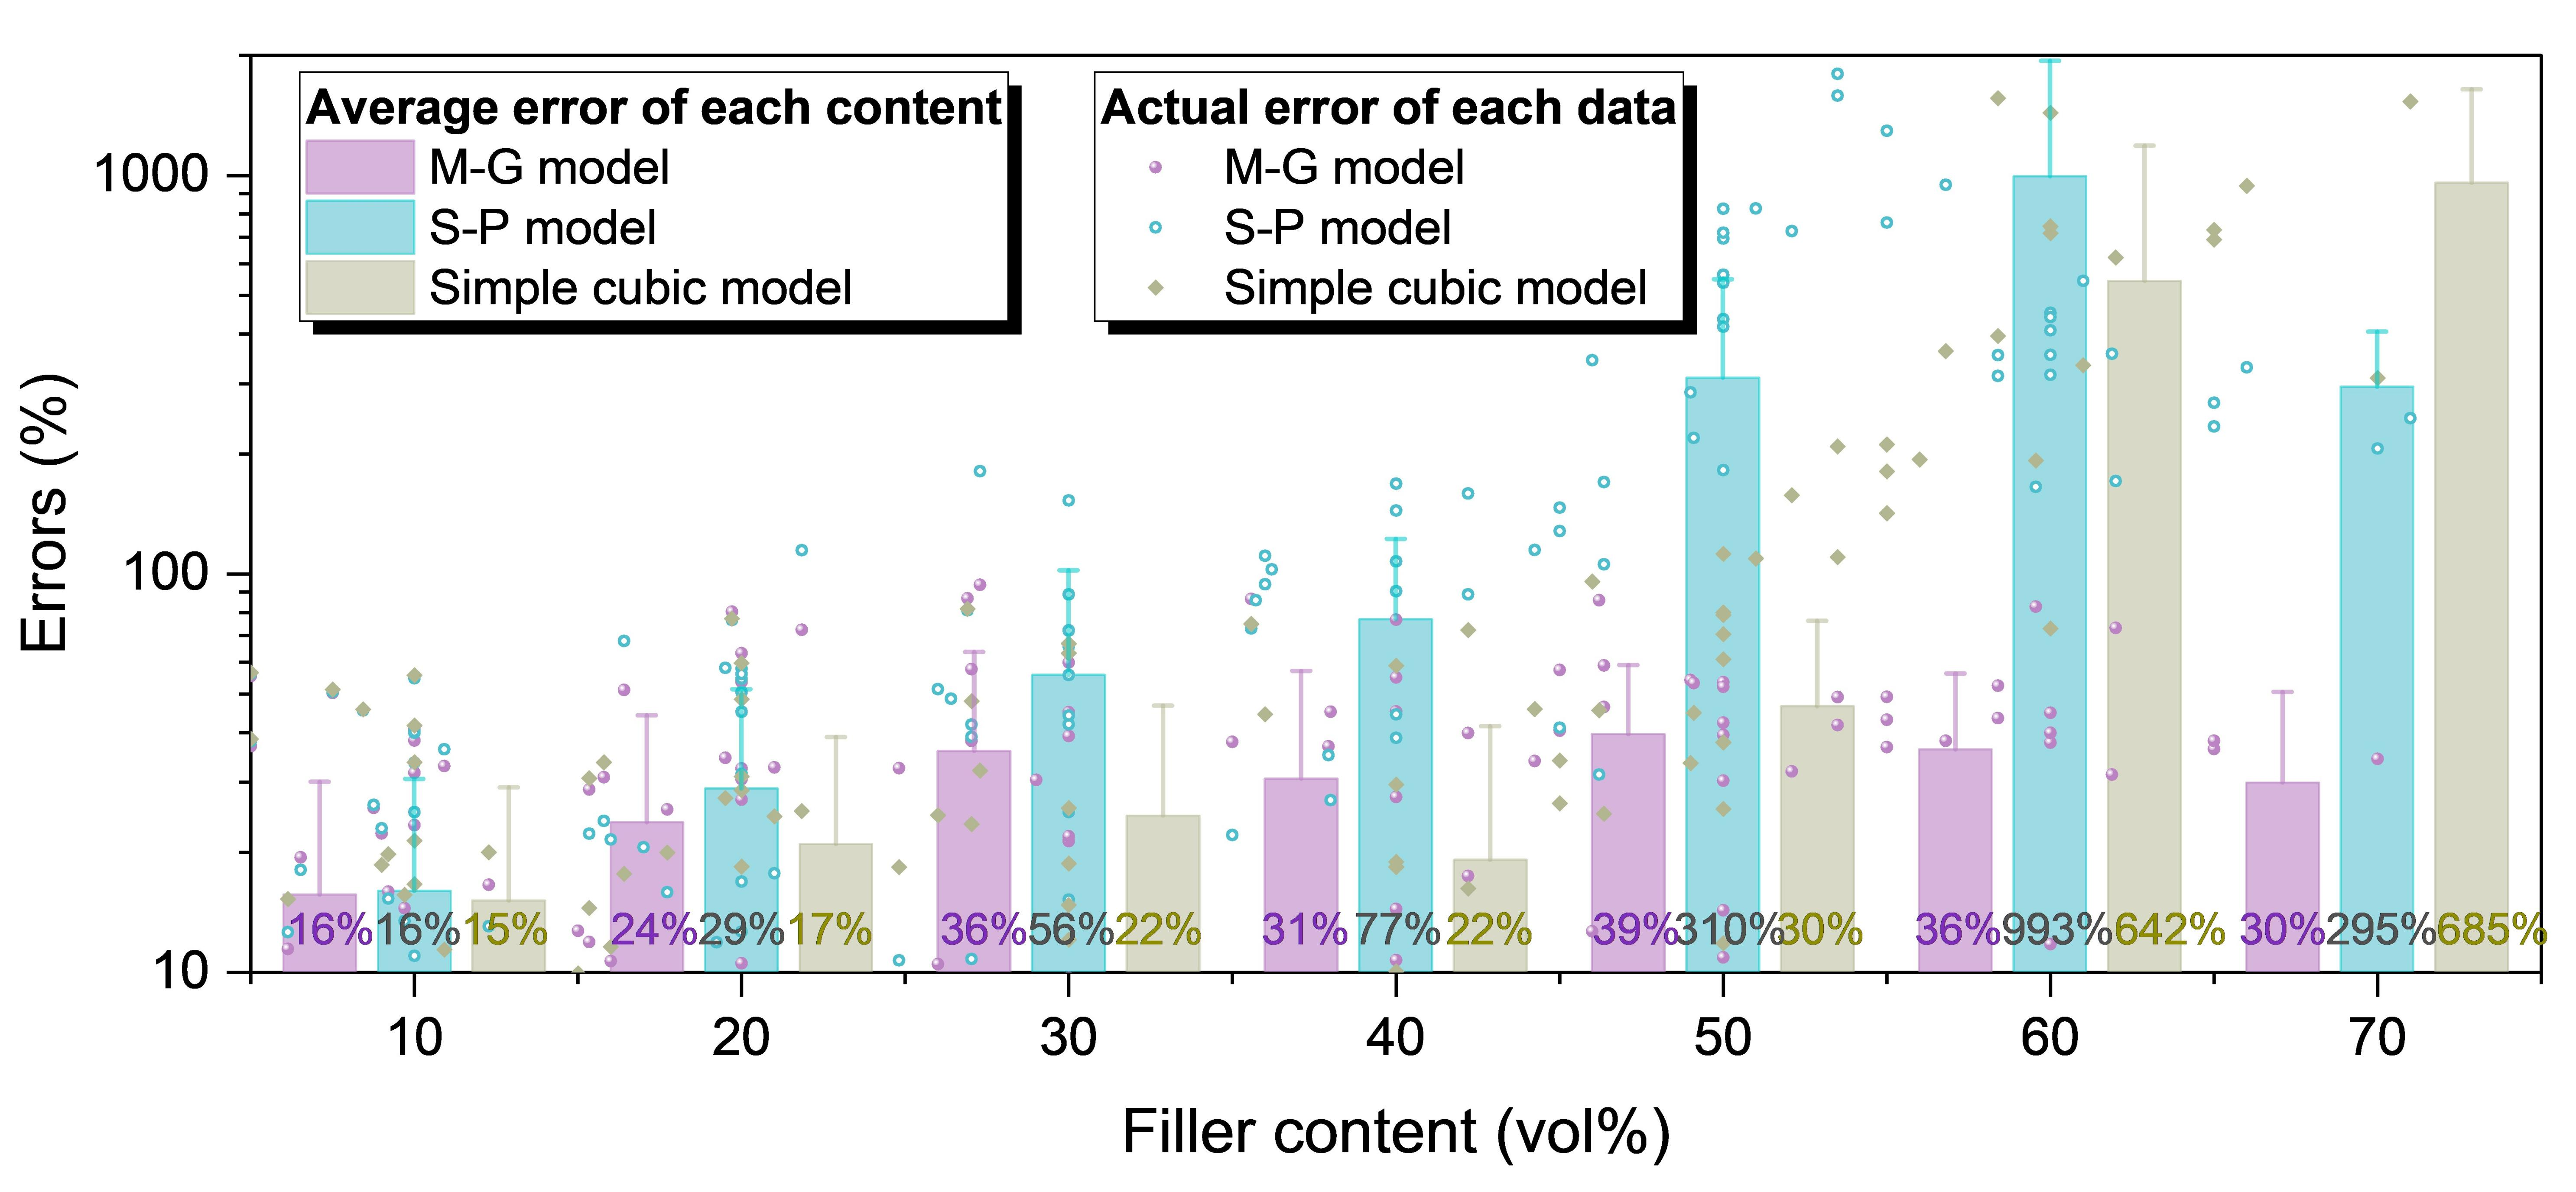 Average error of each content
M-G model
S-P model
Simple cubic model
Actual error of each data
M-G model
S-P model
Simple cubic model
Errors (%)
1000
100
10
16% 16% 15% 24% 29% 17% 36% 56% 22% 31% 77% 22% 39% 310% 30% 36% 993% 642% 30% 295% 685%
10 20 30 40 50 60 70
Filler content (vol%)